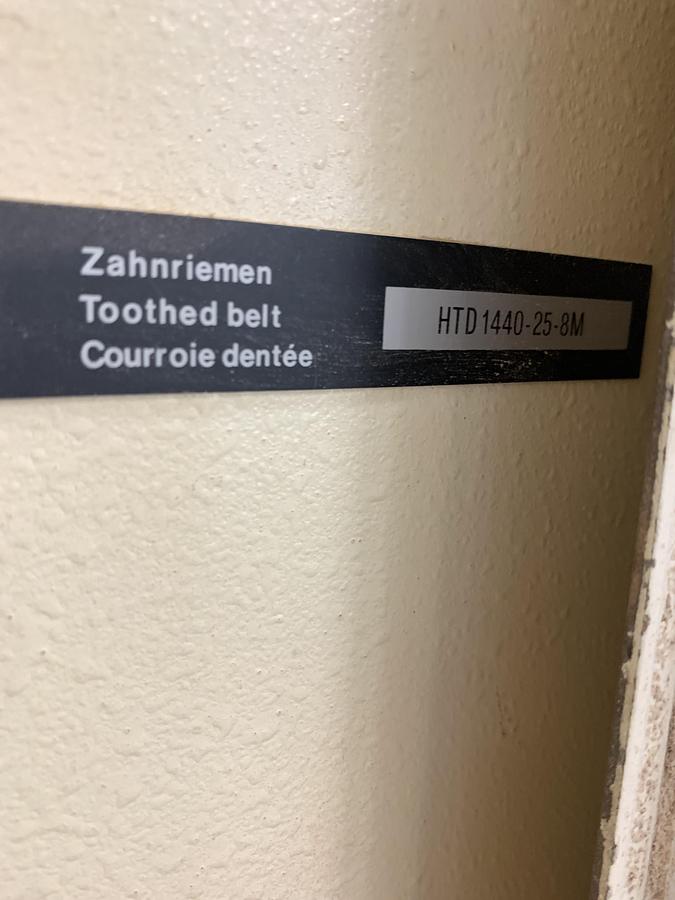 Zahnriemen
Toothed belt
Courroie dentée
HTD 1440-25-8M